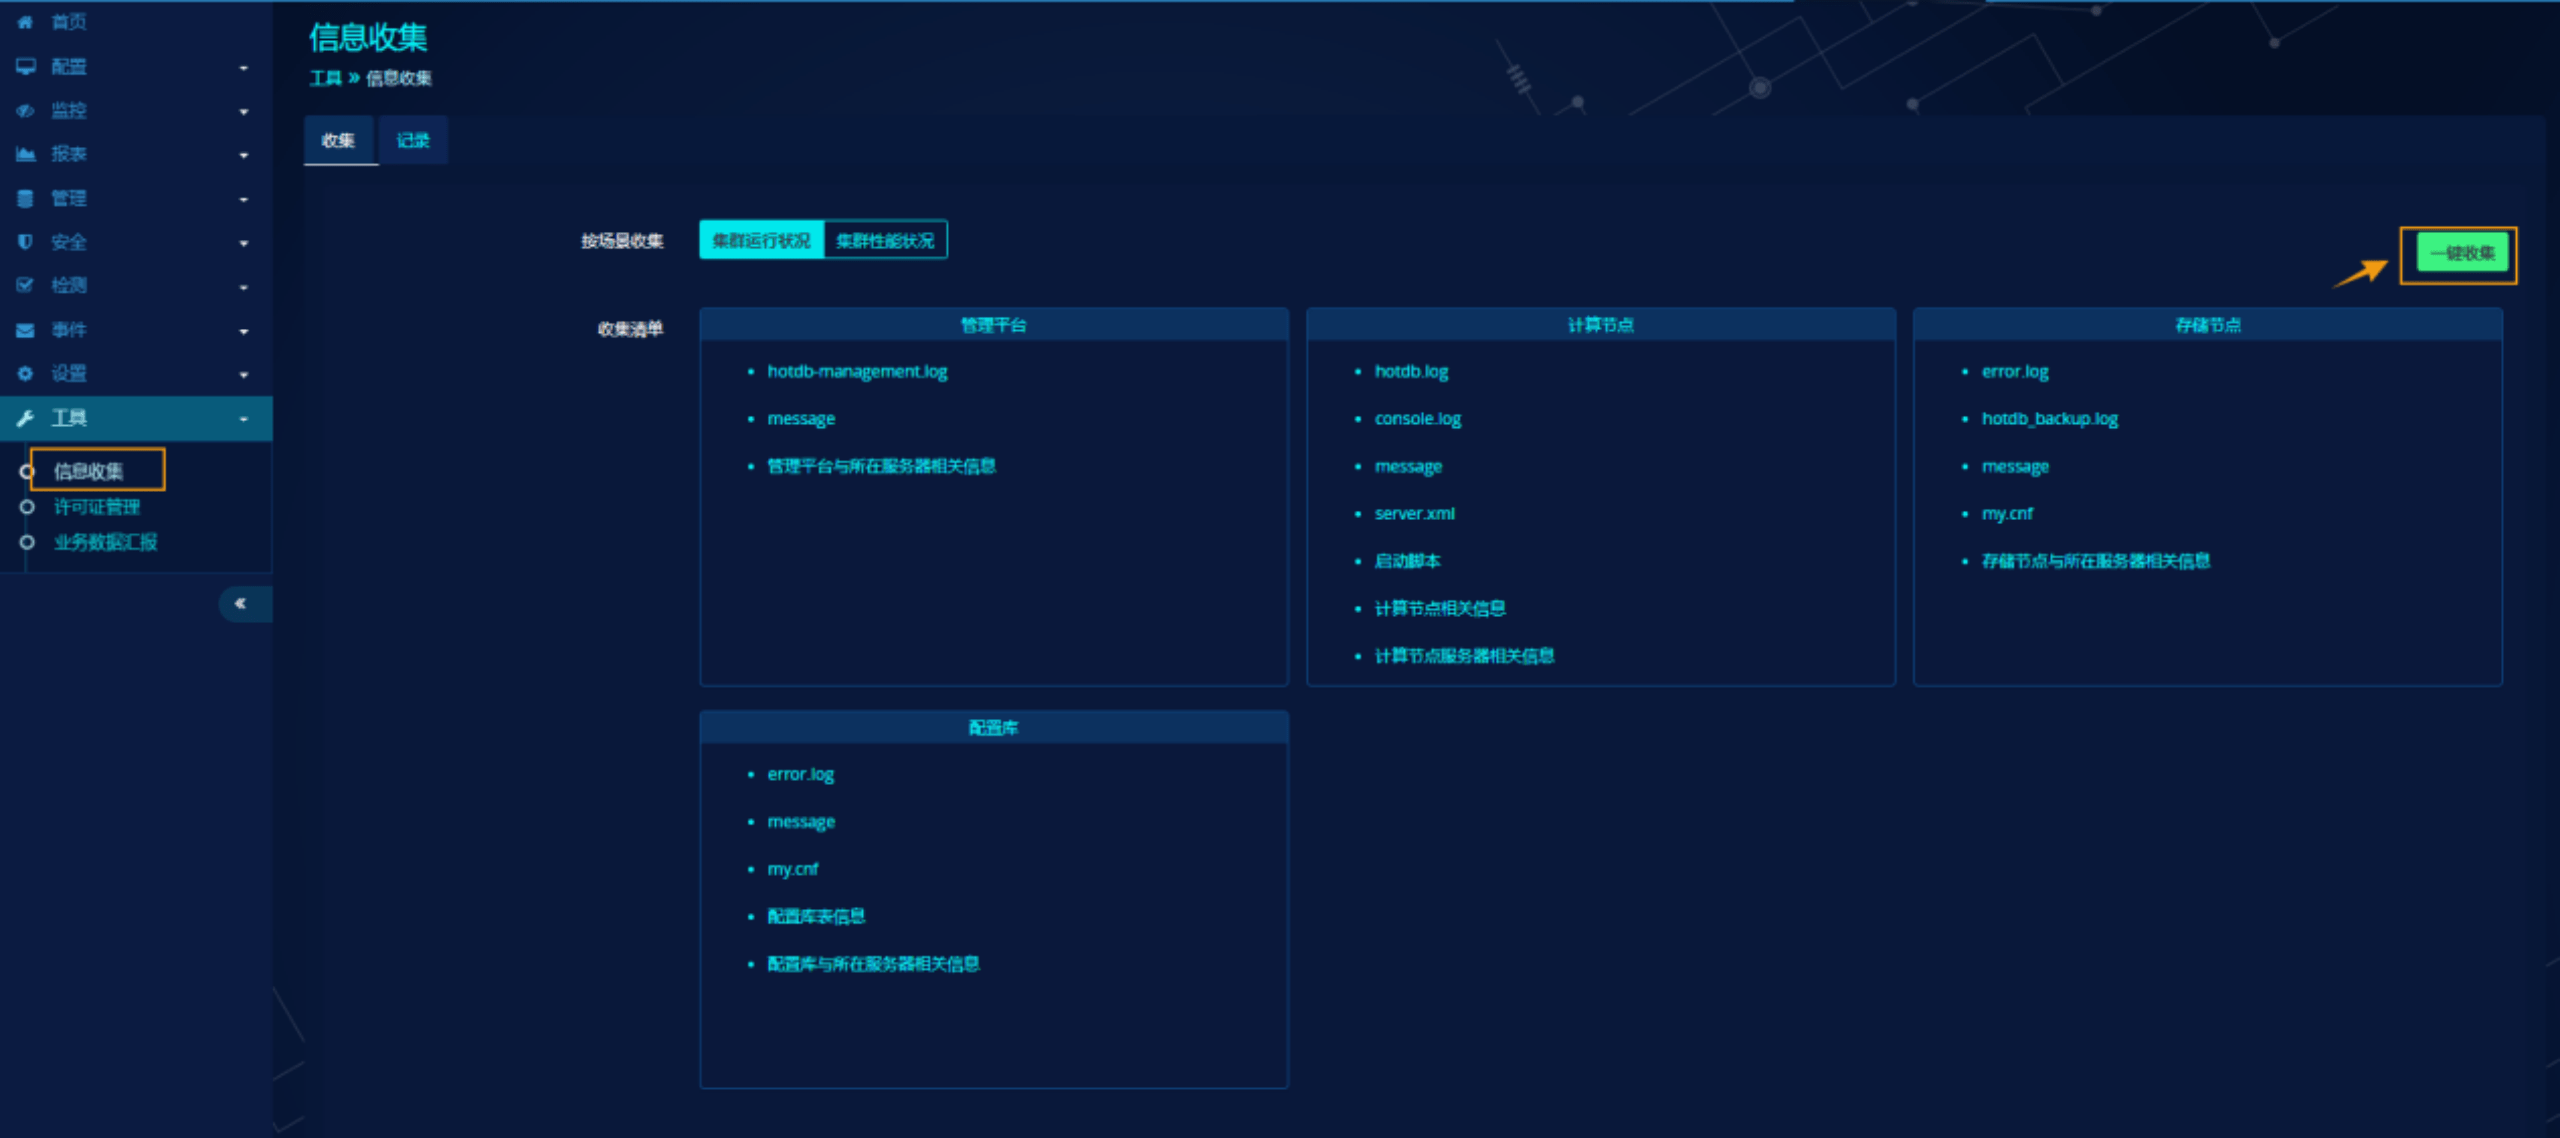 首页
配置
监控
报表
管理
安全
检测
事件
设置
工具
信息收集
许可证管理
业务数据汇报
信息收集
工具 » 信息收集
收集 记录
按场景收集 集群运行状况 集群性能状况
一键收集
收集清单
管理平台
hotdb-management.log
message
管理平台与所在服务器相关信息
计算节点
hotdb.log
console.log
message
server.xml
启动脚本
计算节点相关信息
计算节点服务器相关信息
存储节点
error.log
hotdb_backup.log
message
my.cnf
存储节点与所在服务器相关信息
配置库
error.log
message
my.cnf
配置库表信息
配置库与所在服务器相关信息